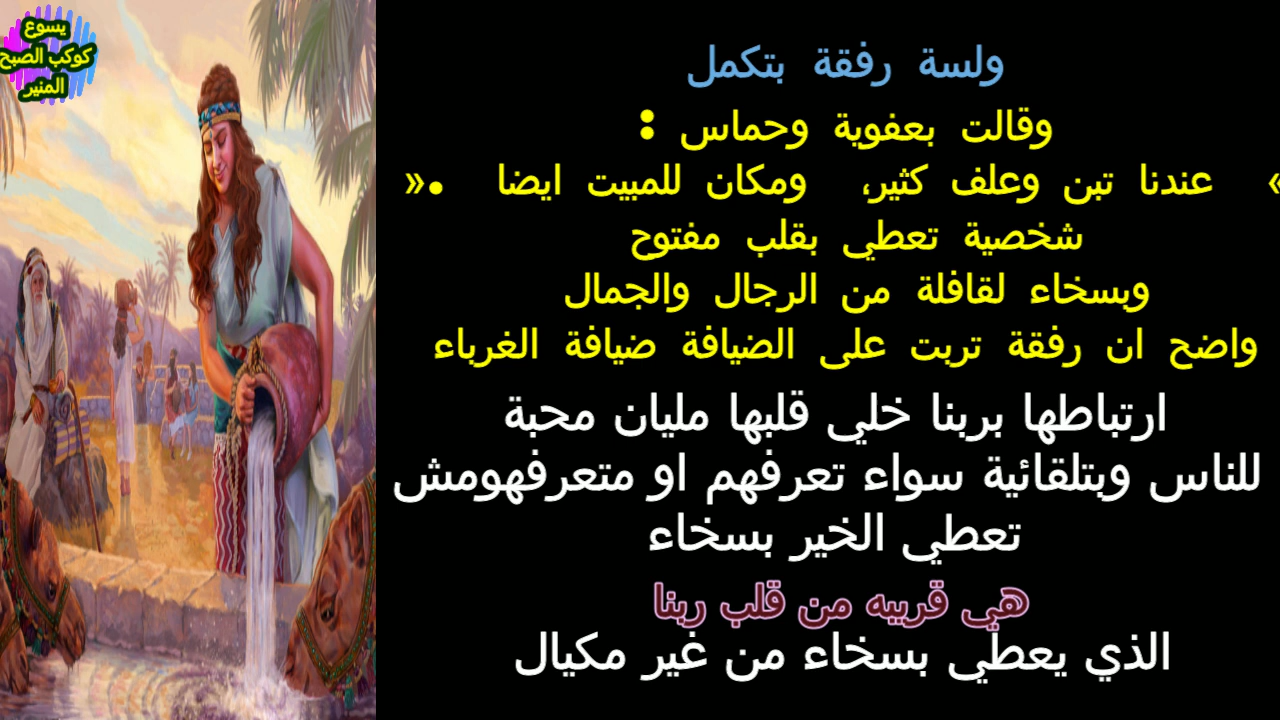 يسوع
كوكب الصبح
المنير
ولسة رفقة بتكمل
وقالت بعفوية وحماس :
« عندنا تبن وعلف كثير، ومكان للمبيت ايضا .»
شخصية تعطي بقلب مفتوح
وبسخاء لقافلة من الرجال والجمال
واضح ان رفقة تربت على الضيافة ضيافة الغرباء
ارتباطها بربنا خلي قلبها مليان محبة
للناس وبتلقائية سواء تعرفهم او متعرفهومش
تعطي الخير بسخاء
هي قريبه من قلب ربنا
الذي يعطي بسخاء من غير مكيال